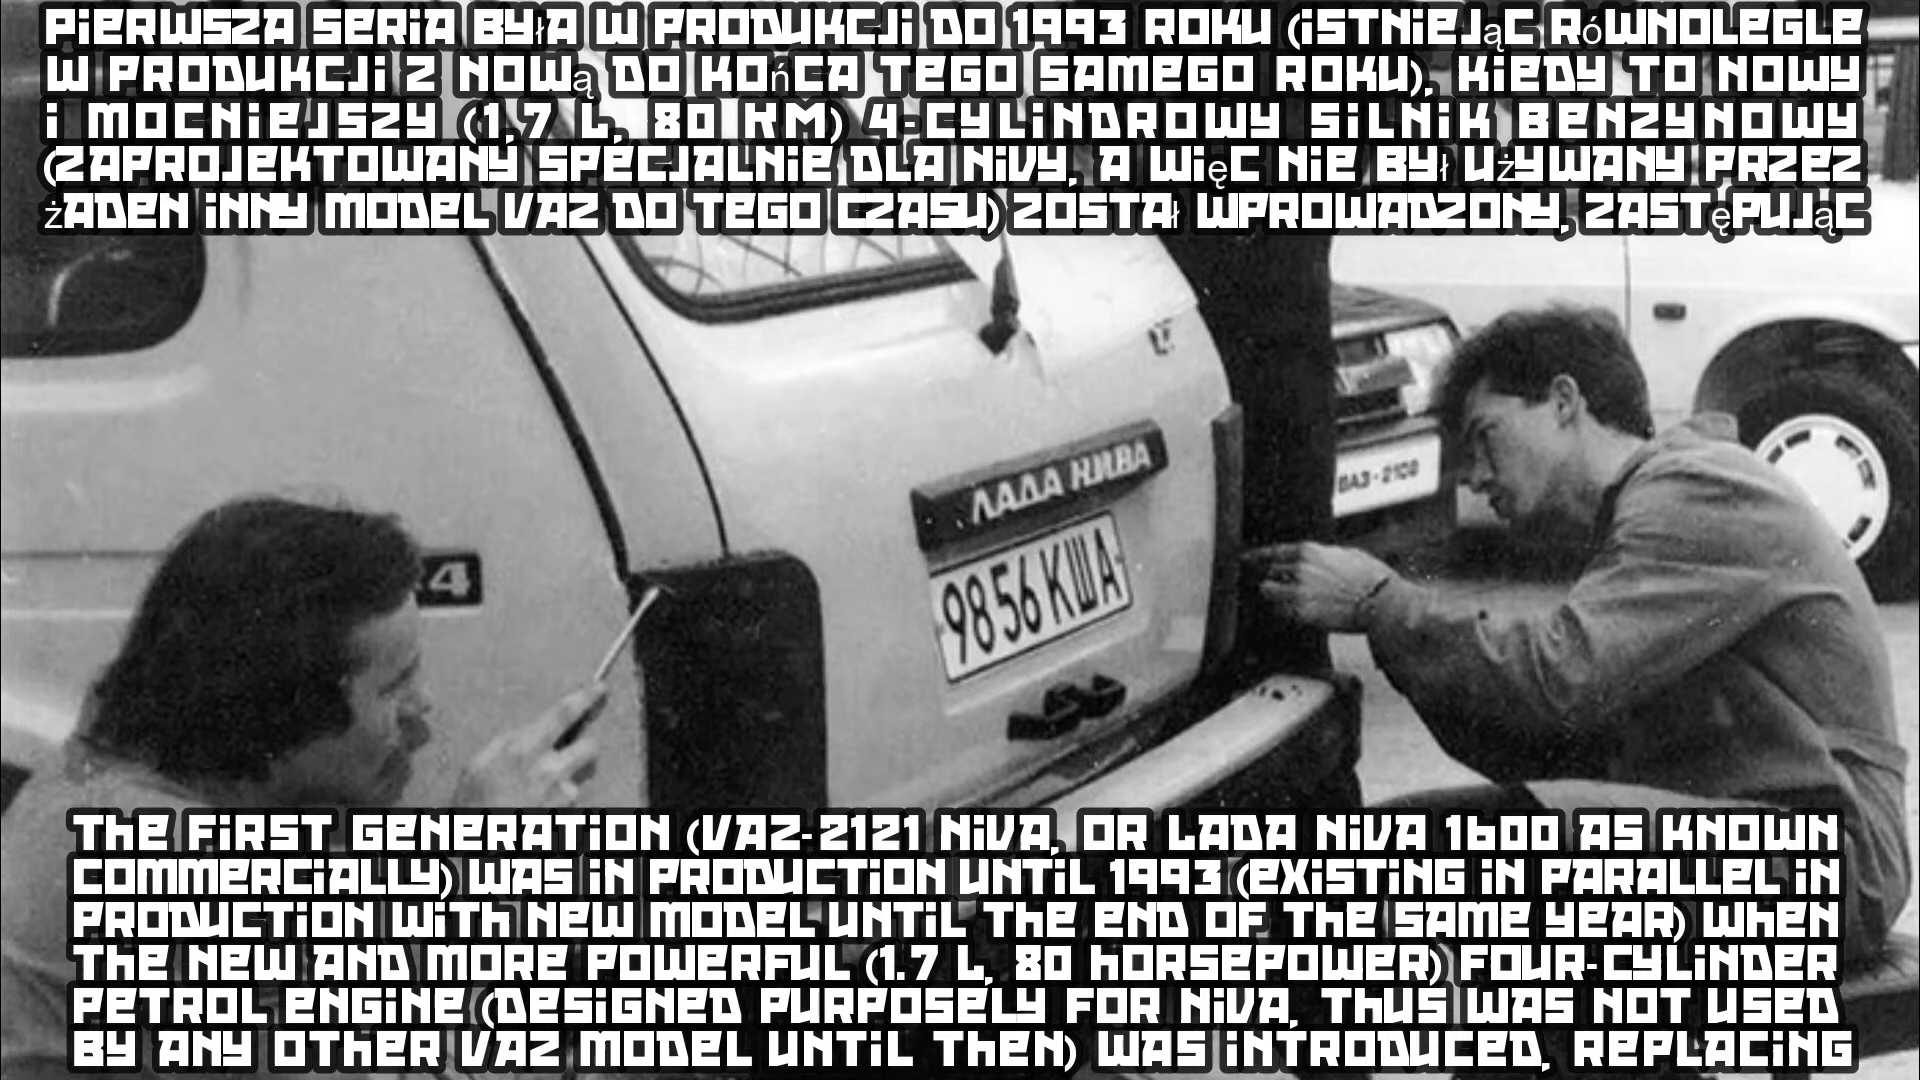 PIERWSZA SERIA BYłA W PRODUKCJI DO 1993 ROKU (ISTNIEJąC RóWNOLEGLE
W PRODUKCJI Z NOWą DO KOńCA TEGO SAMEGO ROKU), KIEDY TO NOWY
I MOCNIEJSZY (1,7 L, 80 KM) 4-CYLINDROWY SILNIK BENZYNOWY
(ZAPROJEKTOWANY SPECJALNIE DLA NIVY, A WIęC NIE BYł UżYWANY PRZEZ
żADEN INNY MODEL VAZ DO TEGO CZASU) ZOSTAł WPROWADZONY, ZASTęPUJąC
ЛАДА НИВА
ВАЗ-2108
4
9856 КША
THE FIRST GENERATION (VAZ-2121 NIVA, OR LADA NIVA 1600 AS KNOWN
COMMERCIALLY) WAS IN PRODUCTION UNTIL 1993 (EXISTING IN PARALLEL IN
PRODUCTION WITH NEW MODEL UNTIL THE END OF THE SAME YEAR) WHEN
THE NEW AND MORE POWERFUL (1.7 L, 80 HORSEPOWER) FOUR-CYLINDER
PETROL ENGINE (DESIGNED PURPOSELY FOR NIVA, THUS WAS NOT USED
BY ANY OTHER VAZ MODEL UNTIL THEN) WAS INTRODUCED, REPLACING